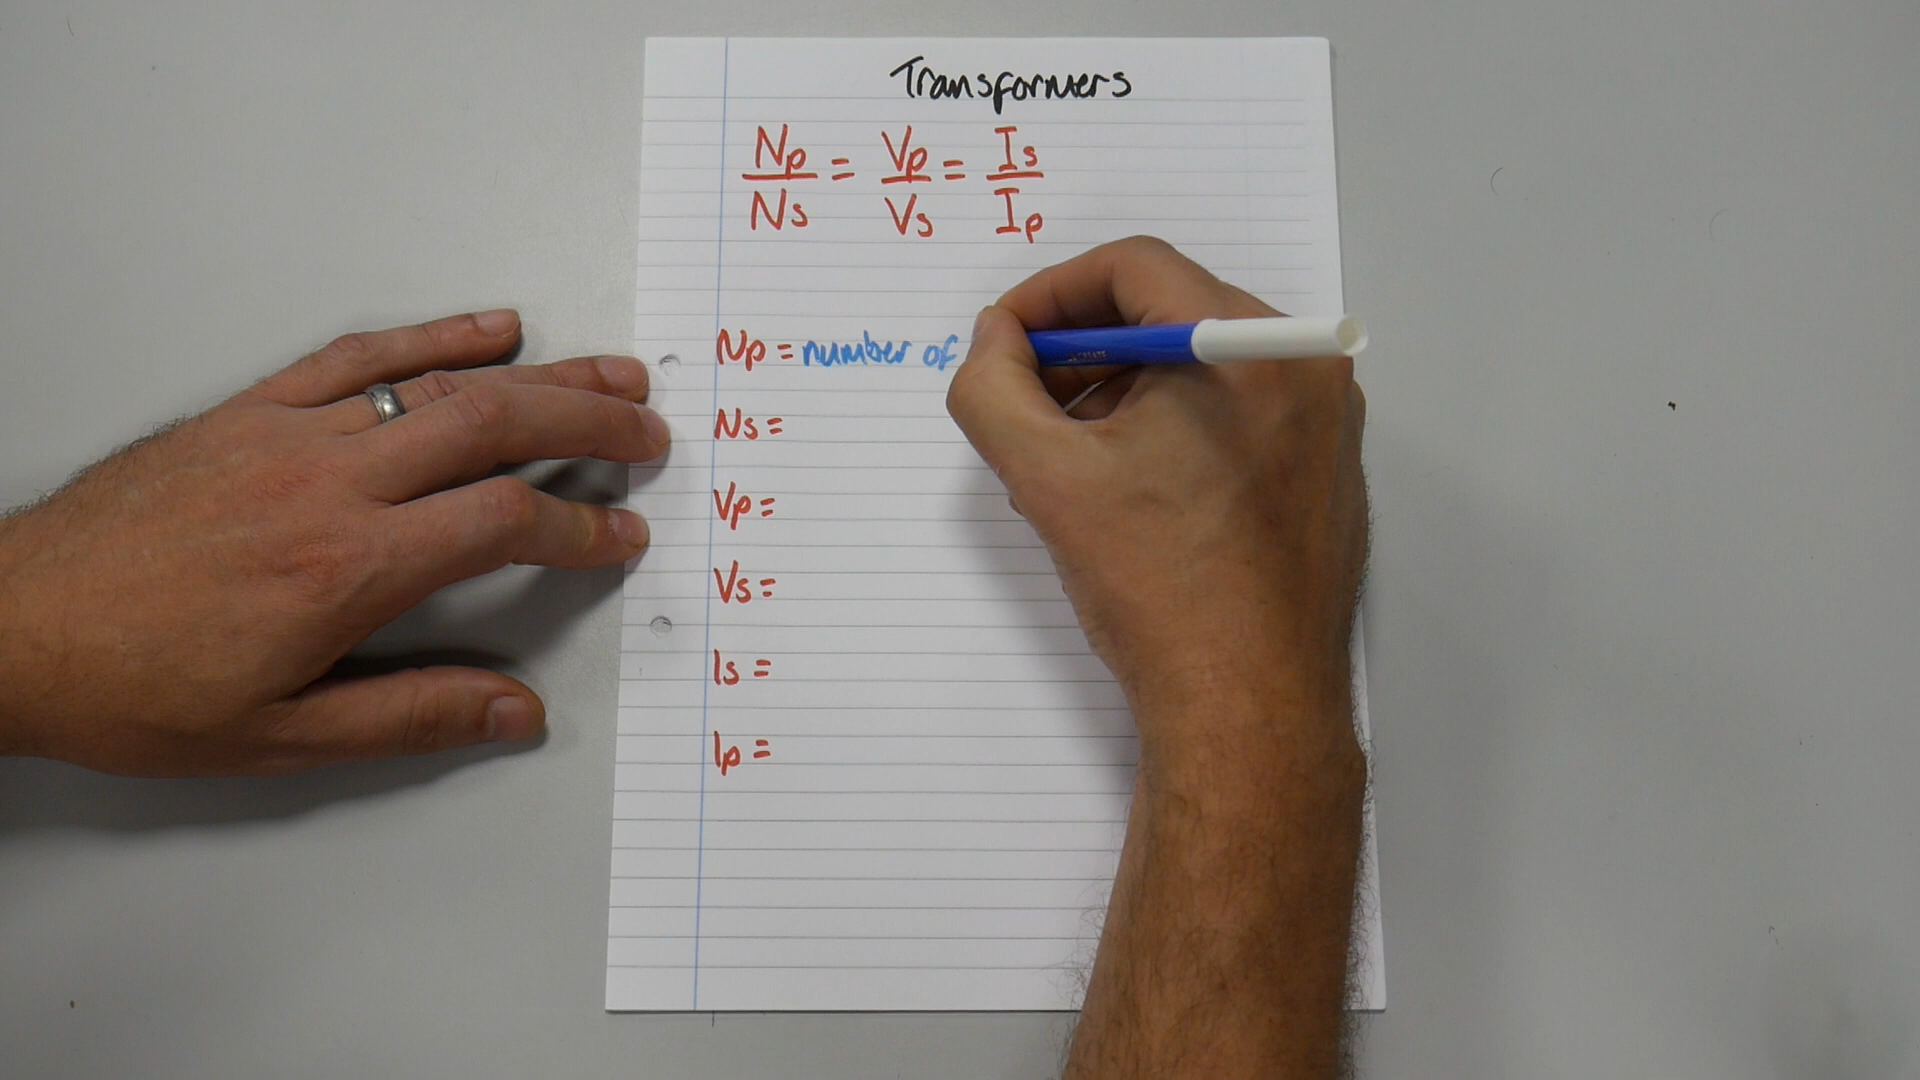 Transformers
Np/Ns = Vp/Vs = Is/Ip
Np = number of
Ns =
Vp =
Vs =
Is =
Ip =